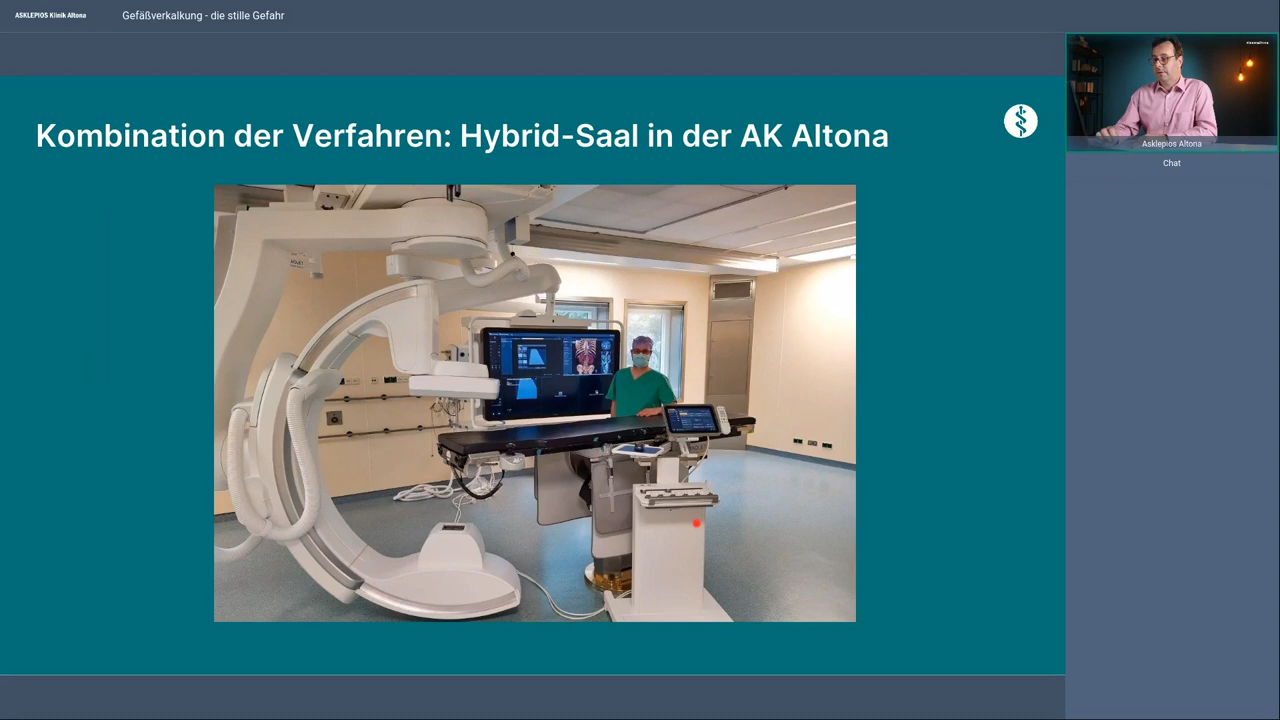 ASKLEPIOS Klinik Altona
Gefäßverkalkung - die stille Gefahr
Kombination der Verfahren: Hybrid-Saal in der AK Altona
Asklepios Altona
Chat